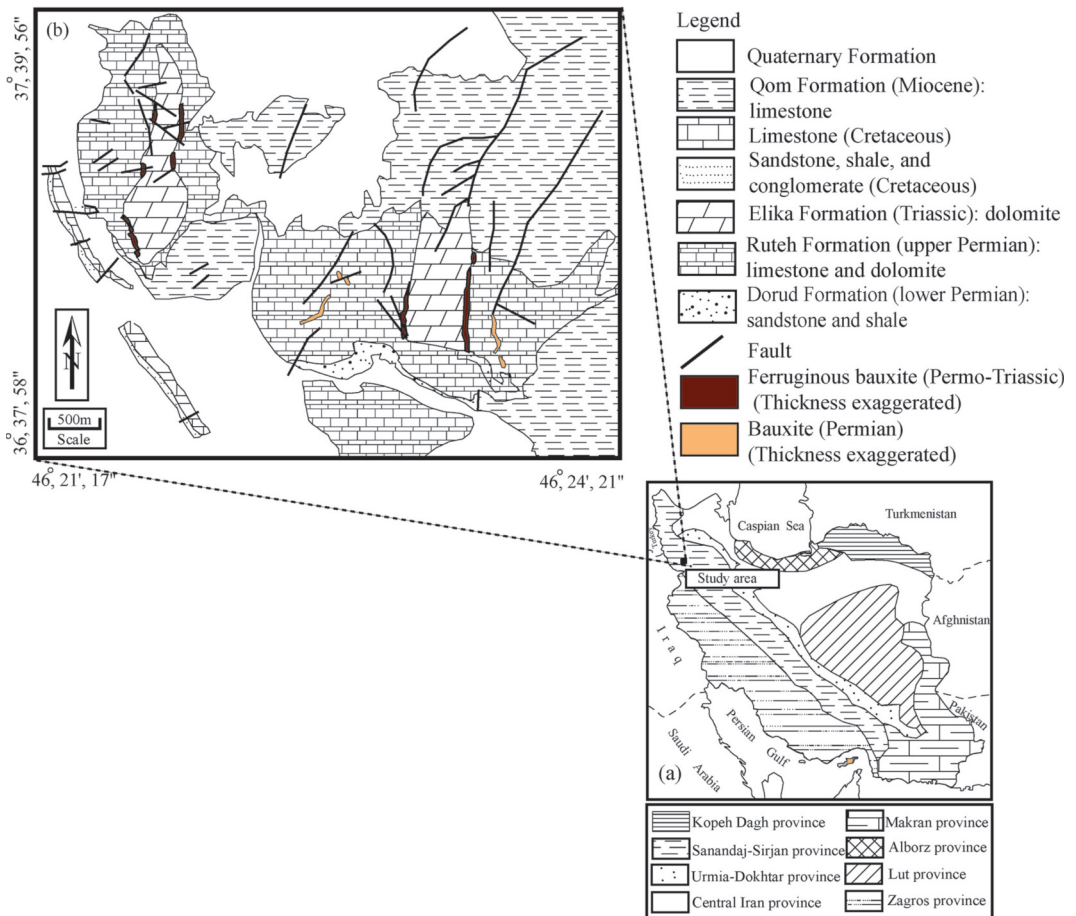 (b)
37°, 39', 56"
36°, 37', 58"
N
500m
Scale
46°, 21', 17"
46°, 24', 21"
Legend
Quaternary Formation
Qom Formation (Miocene):
limestone
Limestone (Cretaceous)
Sandstone, shale, and
conglomerate (Cretaceous)
Elika Formation (Triassic): dolomite
Ruteh Formation (upper Permian):
limestone and dolomite
Dorud Formation (lower Permian):
sandstone and shale
Fault
Ferruginous bauxite (Permo-Triassic)
(Thickness exaggerated)
Bauxite (Permian)
(Thickness exaggerated)
Caspian Sea
Turkmenistan
Study area
Afghanistan
Iraq
Pakistan
Persian Gulf
Saudi Arabia
(a)
Kopeh Dagh province
Makran province
Sanandaj-Sirjan province
Alborz province
Urmia-Dokhtar province
Lut province
Central Iran province
Zagros province